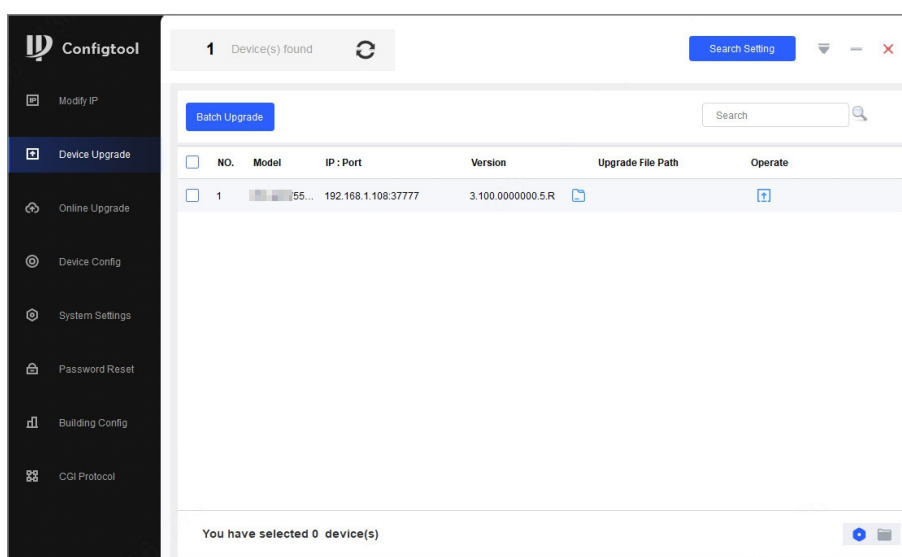 Configtool
1 Device(s) found
Search Setting
IP Modify IP
Device Upgrade
Online Upgrade
Device Config
System Settings
Password Reset
Building Config
CGI Protocol
Batch Upgrade
Search
NO. Model IP : Port Version Upgrade File Path Operate
1 55... 192.168.1.108:37777 3.100.0000000.5.R
You have selected 0 device(s)